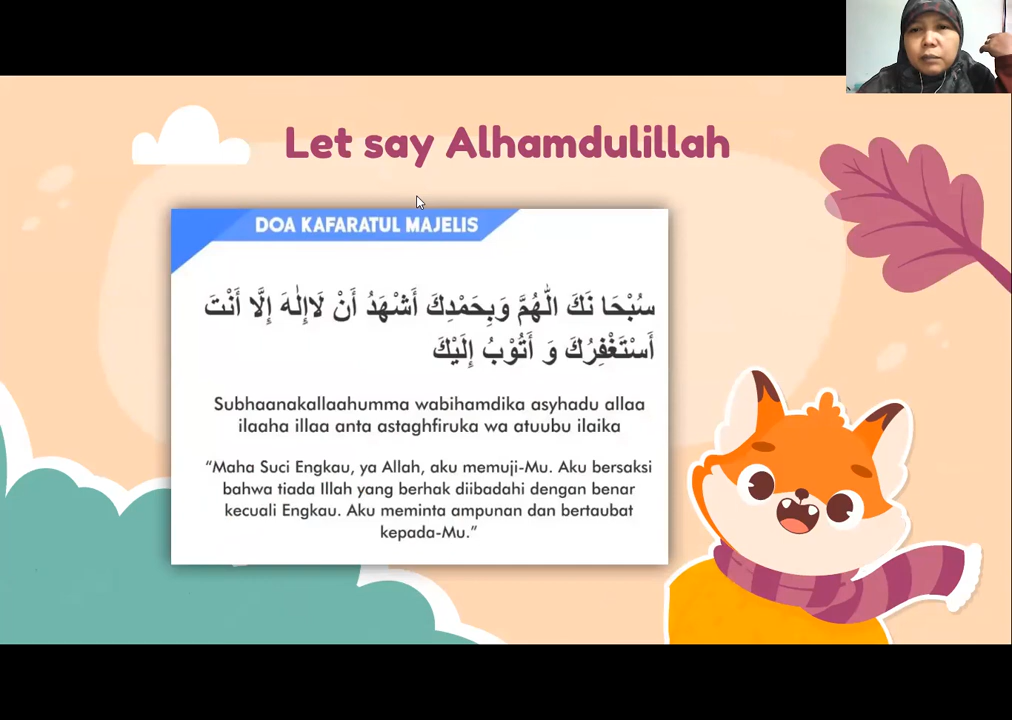 Let say Alhamdulillah
DOA KAFARATUL MAJELIS
سُبْحَا نَكَ اللّٰهُمَّ وَبِحَمْدِكَ أَشْهَدُ أَنْ لَاإِلٰهَ إِلَّا أَنْتَ
أَسْتَغْفِرُكَ وَ أَتُوْبُ إِلَيْكَ
Subhaanakallaahumma wabihamdika asyhadu allaa
ilaaha illaa anta astaghfiruka wa atuubu ilaika
“Maha Suci Engkau, ya Allah, aku memuji-Mu. Aku bersaksi
bahwa tiada Illah yang berhak diibadahi dengan benar
kecuali Engkau. Aku meminta ampunan dan bertaubat
kepada-Mu.”